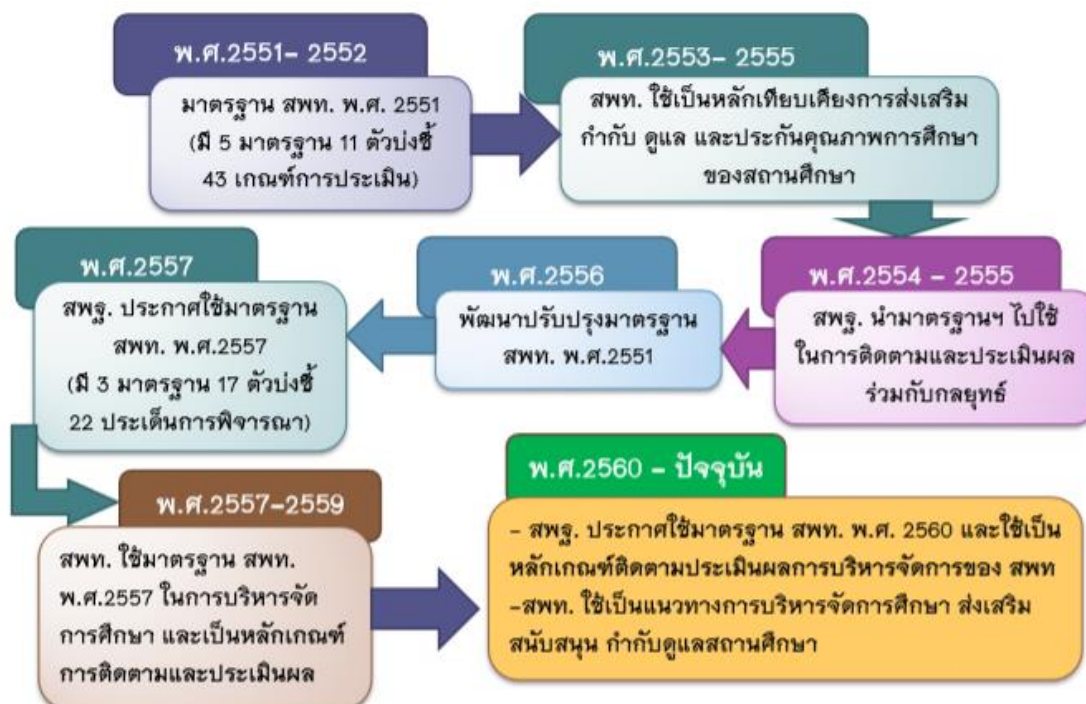 พ.ศ.2551- 2552
มาตรฐาน สพท. พ.ศ. 2551
(มี 5 มาตรฐาน 11 ตัวบ่งชี้
43 เกณฑ์การประเมิน)
พ.ศ.2553- 2555
สพท. ใช้เป็นหลักเทียบเคียงการส่งเสริม
กำกับ ดูแล และประกันคุณภาพการศึกษา
ของสถานศึกษา
พ.ศ.2554 - 2555
สพฐ. นำมาตรฐานฯ ไปใช้
ในการติดตามและประเมินผล
ร่วมกับกลยุทธ์
พ.ศ.2556
พัฒนาปรับปรุงมาตรฐาน
สพท. พ.ศ.2551
พ.ศ.2557
สพฐ. ประกาศใช้มาตรฐาน
สพท. พ.ศ.2557
(มี 3 มาตรฐาน 17 ตัวบ่งชี้
22 ประเด็นการพิจารณา)
พ.ศ.2557-2559
สพท. ใช้มาตรฐาน สพท.
พ.ศ.2557 ในการบริหารจัด
การศึกษา และเป็นหลักเกณฑ์
การติดตามและประเมินผล
พ.ศ.2560 - ปัจจุบัน
- สพฐ. ประกาศใช้มาตรฐาน สพท. พ.ศ. 2560 และใช้เป็น
หลักเกณฑ์ติดตามประเมินผลการบริหารจัดการของ สพท
-สพท. ใช้เป็นแนวทางการบริหารจัดการศึกษา ส่งเสริม
สนับสนุน กำกับดูแลสถานศึกษา